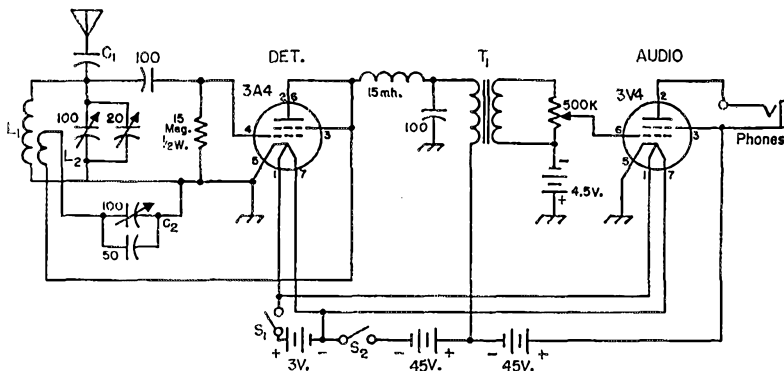 C1
100
DET.
T1
AUDIO
3A4
2 6
15mh.
3V4
2
L1
100
20
L2
15
Meg.
1/2W.
4
3
100
500K
6
3
Phones
5
1
7
5
1
7
100
C2
50
-
4.5V.
+
S1
+
3V.
-
S2
-
45V.
+
-
45V.
+